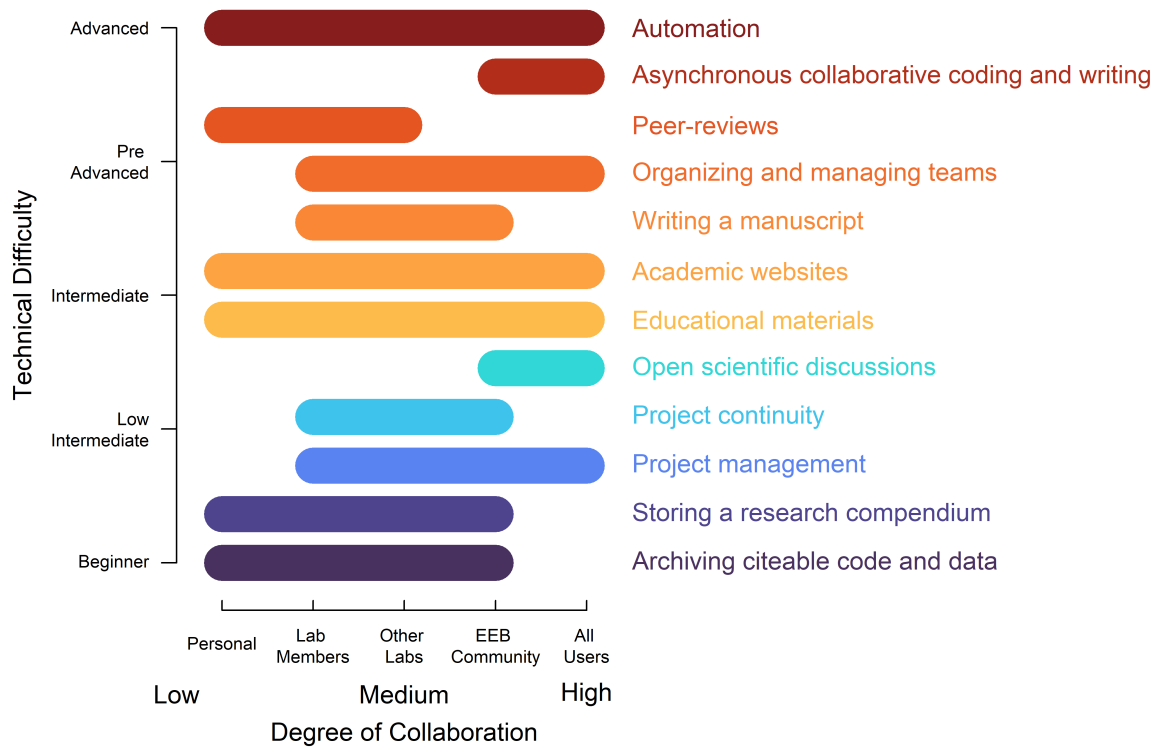 Technical Difficulty
Advanced
Pre
Advanced
Intermediate
Low
Intermediate
Beginner
Automation
Asynchronous collaborative coding and writing
Peer-reviews
Organizing and managing teams
Writing a manuscript
Academic websites
Educational materials
Open scientific discussions
Project continuity
Project management
Storing a research compendium
Archiving citeable code and data
Personal
Lab
Members
Other
Labs
EEB
Community
All
Users
Low
Medium
High
Degree of Collaboration